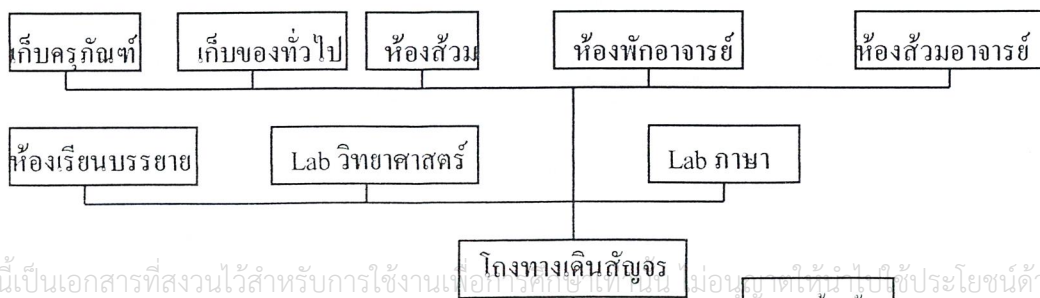 เก็บครุภัณฑ์ เก็บของทั่วไป ห้องส้วม ห้องพักอาจารย์ ห้องส้วมอาจารย์
ห้องเรียนบรรยาย Lab วิทยาศาสตร์ Lab ภาษา
โถงทางเดินสัญจร
นี้เป็นเอกสารที่สงวนไว้สำหรับการใช้งานเพื่อการศึกษาเท่านั้น ไม่อนุญาตให้นำไปใช้ประโยชน์ด้